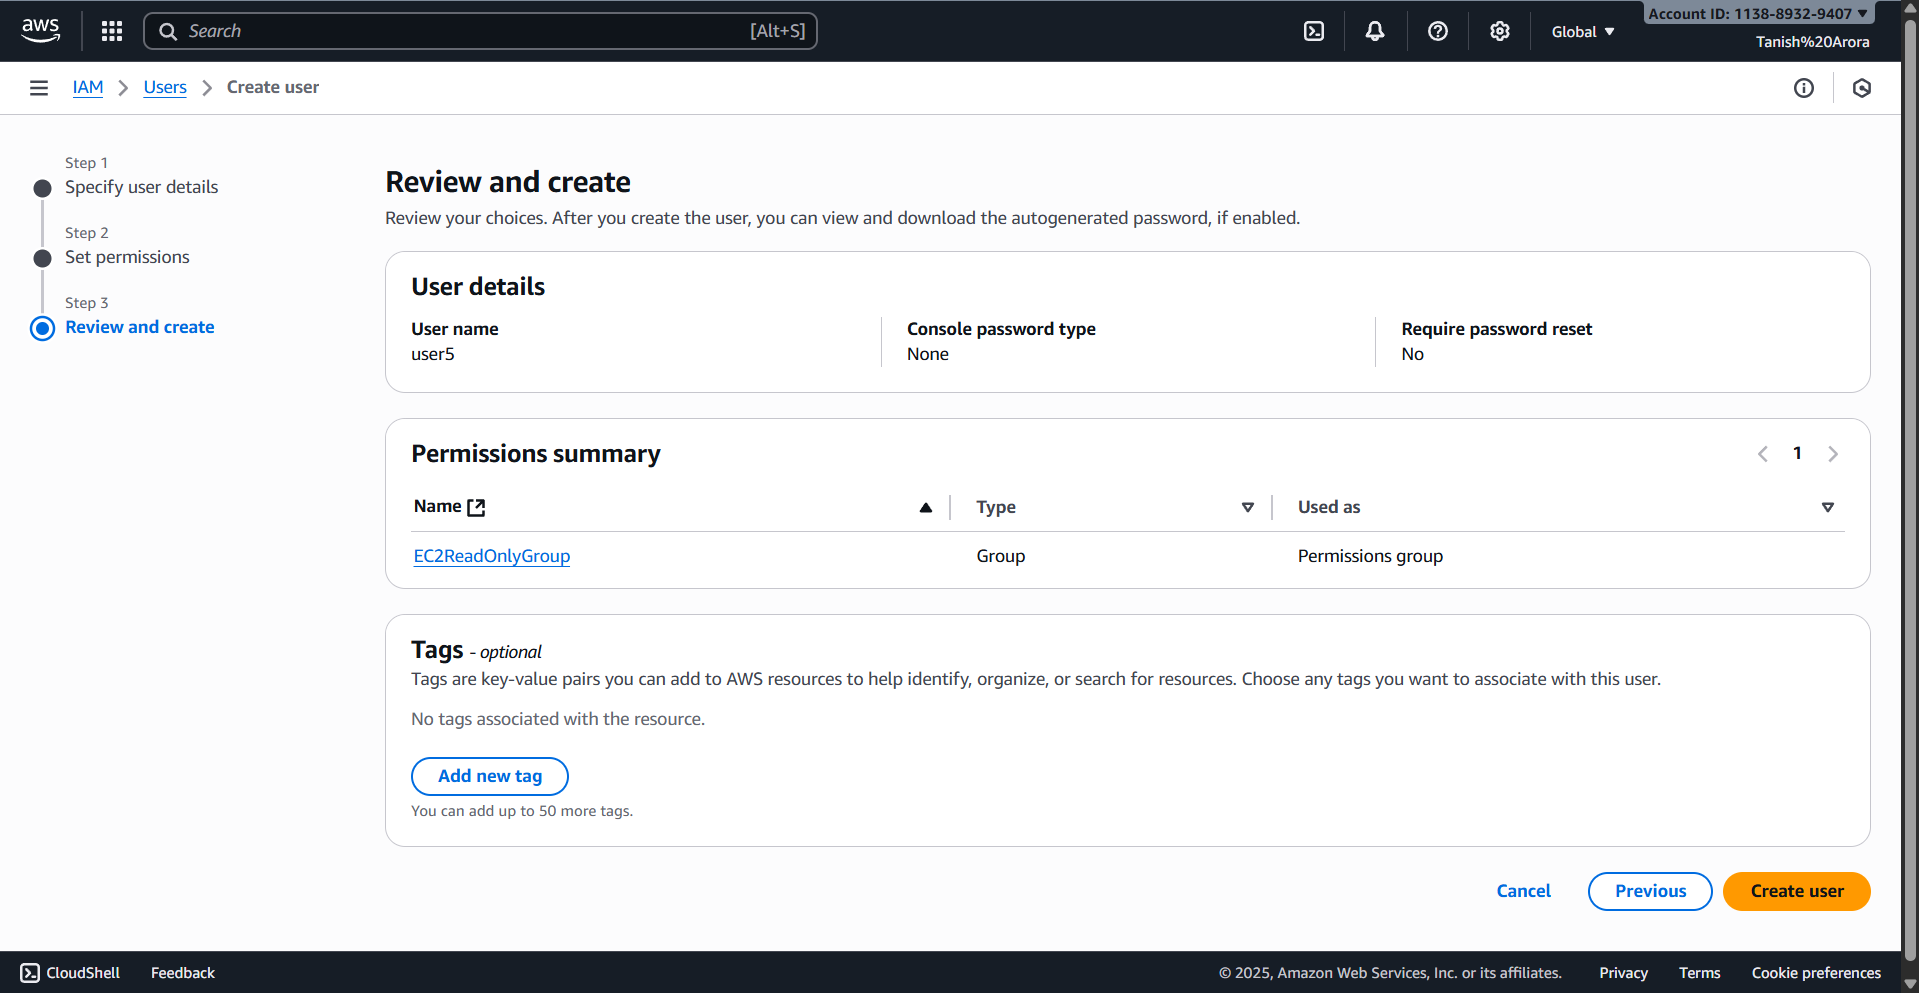 aws
Search
[Alt+S]
Global
Account ID: 1138-8932-9407
Tanish%20Arora
IAM
Users
Create user
Step 1
Specify user details
Step 2
Set permissions
Step 3
Review and create
Review and create
Review your choices. After you create the user, you can view and download the autogenerated password, if enabled.
User details
User name
user5
Console password type
None
Require password reset
No
Permissions summary
1
Name
Type
Used as
EC2ReadOnlyGroup
Group
Permissions group
Tags - optional
Tags are key-value pairs you can add to AWS resources to help identify, organize, or search for resources. Choose any tags you want to associate with this user.
No tags associated with the resource.
Add new tag
You can add up to 50 more tags.
Cancel
Previous
Create user
CloudShell
Feedback
© 2025, Amazon Web Services, Inc. or its affiliates.
Privacy
Terms
Cookie preferences